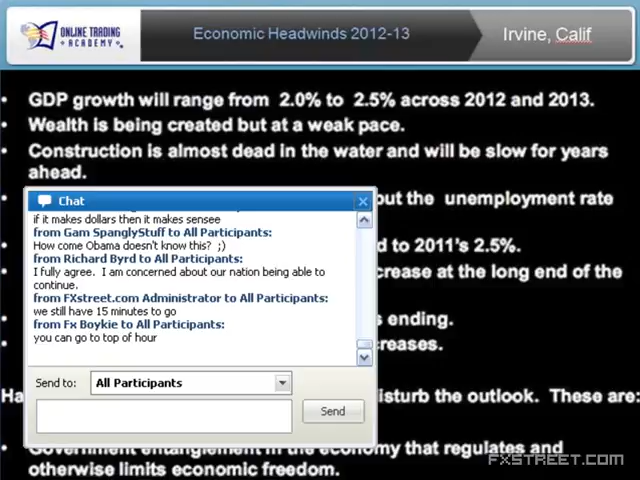 ONLINE TRADING
ACADEMY
Economic Headwinds 2012-13
Irvine, Calif
• GDP growth will range from 2.0% to 2.5% across 2012 and 2013.
• Wealth is being created but at a weak pace.
• Construction is almost dead in the water and will be slow for years
ahead.
out the unemployment rate
d to 2011's 2.5%.
crease at the long end of the
s ending.
creases.
Ha
isturb the outlook. These are:
• Government entanglement in the economy that regulates and
otherwise limits economic freedom.
Chat
if it makes dollars then it makes sensee
from Gam SpanglyStuff to All Participants:
How come Obama doesn't know this? ;)
from Richard Byrd to All Participants:
I fully agree. I am concerned about our nation being able to
continue.
from FXstreet.com Administrator to All Participants:
we still have 15 minutes to go
from Fx Boykie to All Participants:
you can go to top of hour
Send to:
All Participants
Send
FXSTREET.COM